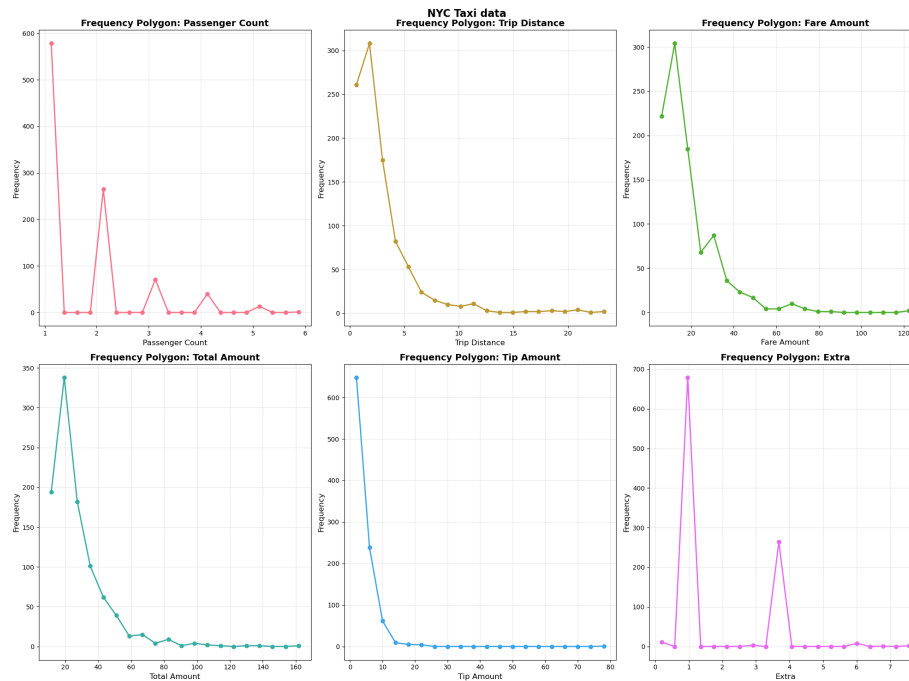 NYC Taxi data
Frequency Polygon: Passenger Count
600
500
400
300
200
100
0
Frequency
1 2 3 4 5 6
Passenger Count
Frequency Polygon: Trip Distance
300
250
200
150
100
50
0
Frequency
0 5 10 15 20
Trip Distance
Frequency Polygon: Fare Amount
300
250
200
150
100
50
0
Frequency
20 40 60 80 100 120
Fare Amount
Frequency Polygon: Total Amount
350
300
250
200
150
100
50
0
Frequency
20 40 60 80 100 120 140 160
Total Amount
Frequency Polygon: Tip Amount
600
500
400
300
200
100
0
Frequency
0 10 20 30 40 50 60 70 80
Tip Amount
Frequency Polygon: Extra
700
600
500
400
300
200
100
0
Frequency
0 1 2 3 4 5 6 7
Extra